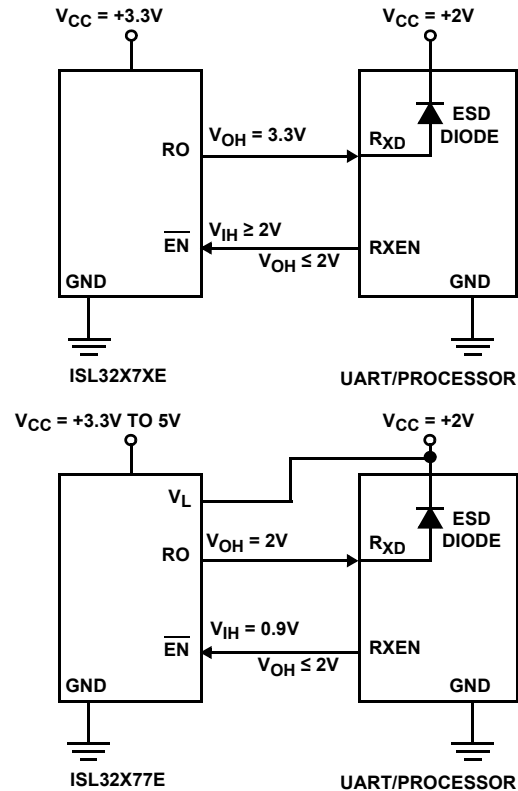 VCC = +3.3V
VCC = +2V
ESD
DIODE
RO
VOH = 3.3V
RXD
EN
VIH ≥ 2V
VOH ≤ 2V
RXEN
GND
GND
ISL32X7XE
UART/PROCESSOR
VCC = +3.3V TO 5V
VCC = +2V
VL
ESD
DIODE
RO
VOH = 2V
RXD
EN
VIH = 0.9V
VOH ≤ 2V
RXEN
GND
GND
ISL32X77E
UART/PROCESSOR